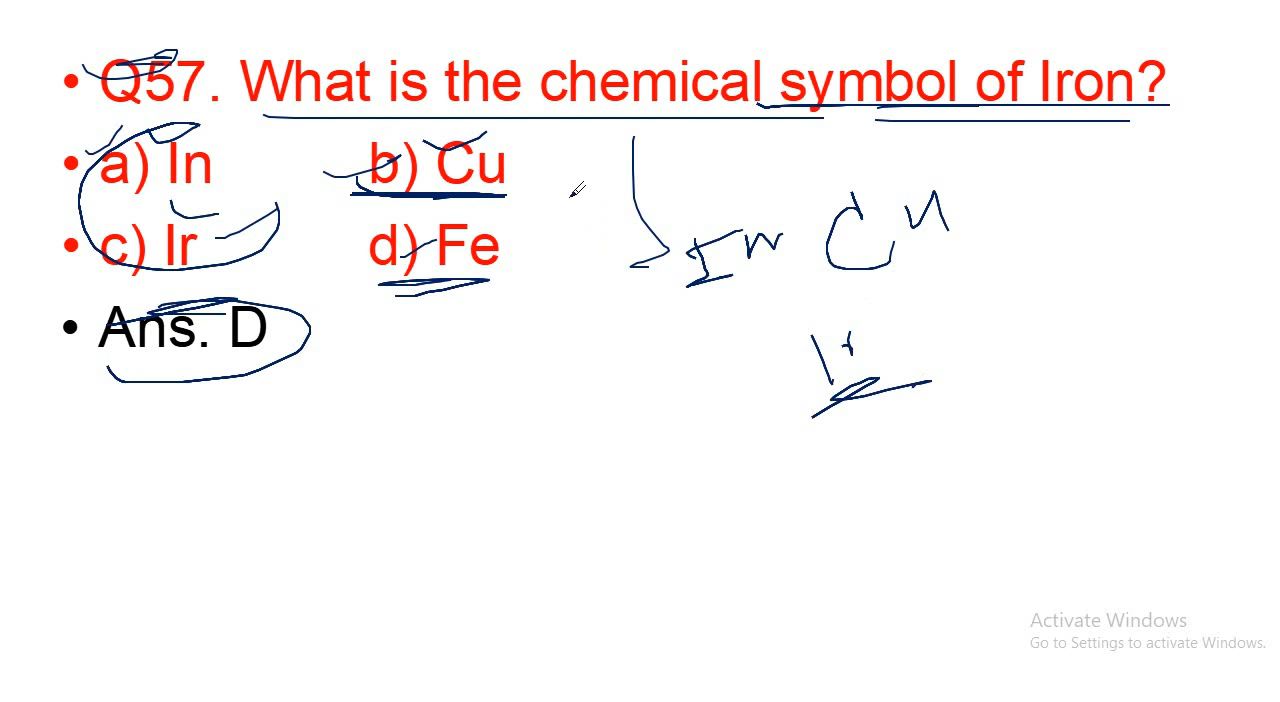 • Q57. What is the chemical symbol of Iron?
• a) In b) Cu
• c) Ir d) Fe
• Ans. D
In Cu
Ir
Activate Windows
Go to Settings to activate Windows.